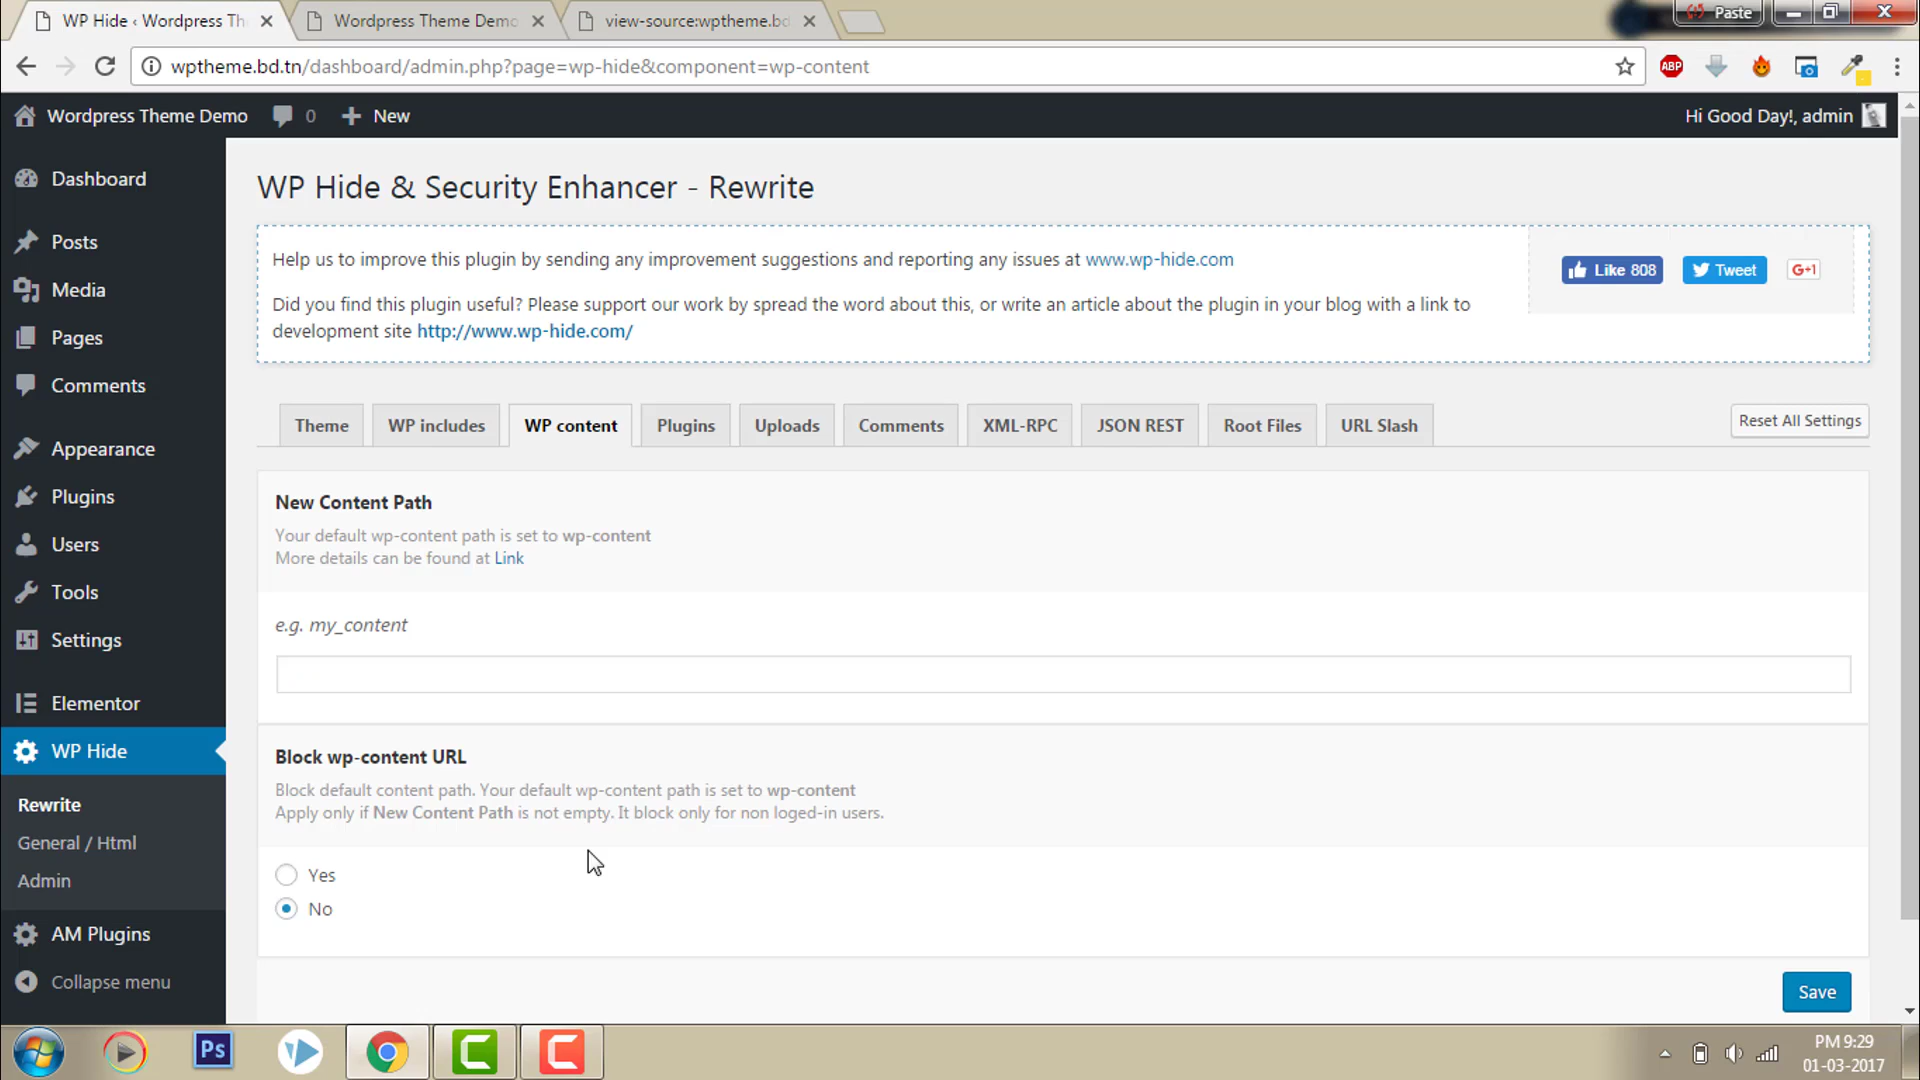 WP Hide ‹ Wordpress Th
Wordpress Theme Demo
view-source:wptheme.bd
Paste
wptheme.bd.tn/dashboard/admin.php?page=wp-hide&component=wp-content
ABP
Wordpress Theme Demo
0
New
Hi Good Day!, admin
Dashboard
Posts
Media
Pages
Comments
Appearance
Plugins
Users
Tools
Settings
Elementor
WP Hide
Rewrite
General / Html
Admin
AM Plugins
Collapse menu
WP Hide & Security Enhancer - Rewrite
Help us to improve this plugin by sending any improvement suggestions and reporting any issues at www.wp-hide.com
Did you find this plugin useful? Please support our work by spread the word about this, or write an article about the plugin in your blog with a link to
development site http://www.wp-hide.com/
Like 808
Tweet
G+1
Theme
WP includes
WP content
Plugins
Uploads
Comments
XML-RPC
JSON REST
Root Files
URL Slash
Reset All Settings
New Content Path
Your default wp-content path is set to wp-content
More details can be found at Link
e.g. my_content
Block wp-content URL
Block default content path. Your default wp-content path is set to wp-content
Apply only if New Content Path is not empty. It block only for non loged-in users.
Yes
No
Save
Ps
PM 9:29
01-03-2017